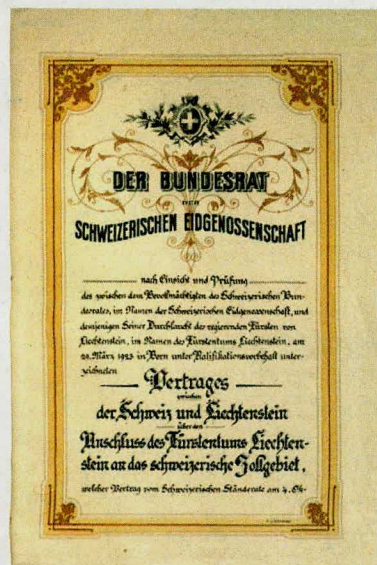 DER BUNDESRAT
DER
SCHWEIZERISCHEN EIDGENOSSENSCHAFT
nach Einsicht und Prüfung
des zwischen dem Bevollmächtigten des Schweizerischen Bun-
desrates, im Namen der Schweizerischen Eidgenossenschaft, und
demjenigen Seiner Durchlaucht des regierenden Fürsten von
Liechtenstein, im Namen des Fürstentums Liechtenstein, am
29. März 1923 in Bern unter Ratifikationsvorbehalt unter-
zeichneten
Vertrages
zwischen
der Schweiz und Liechtenstein
über den
Anschluss des Fürstentums Liechten-
stein an das schweizerische Zollgebiet,
welcher Vertrag vom Schweizerischen Ständerate am 4. Ok-